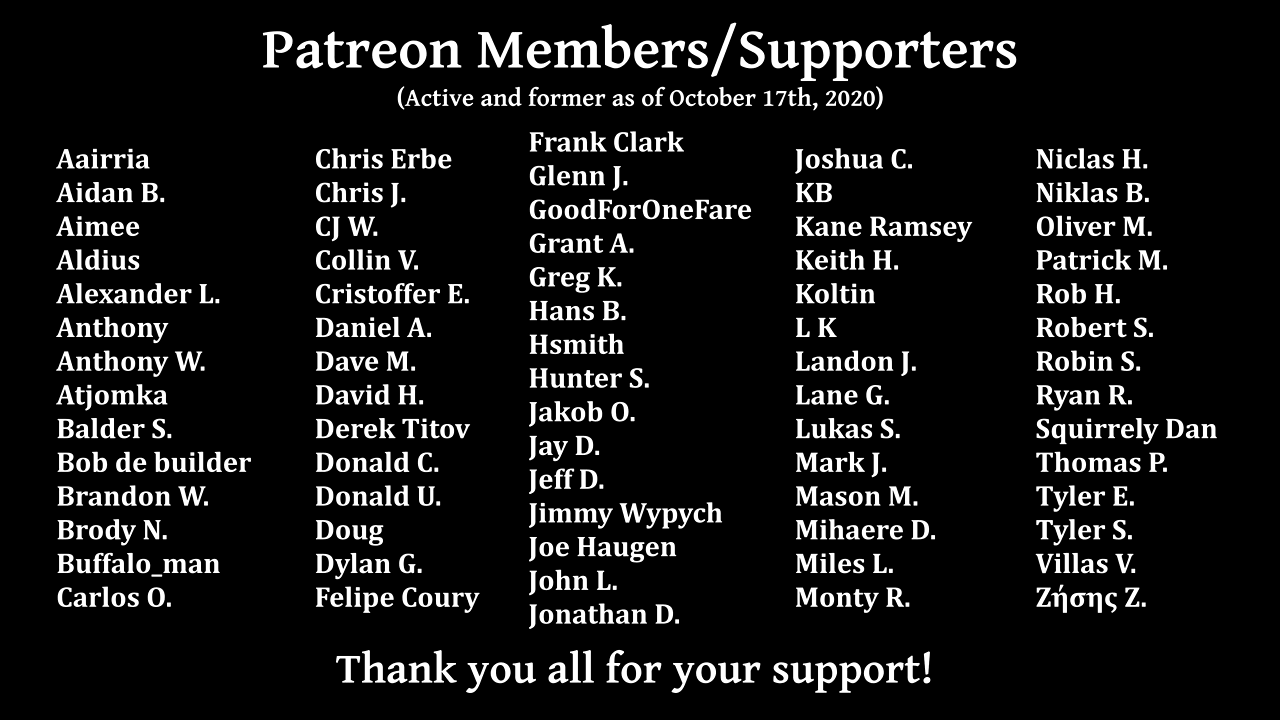 Patreon Members/Supporters
(Active and former as of October 17th, 2020)
Aairria
Aidan B.
Aimee
Aldius
Alexander L.
Anthony
Anthony W.
Atjomka
Balder S.
Bob de builder
Brandon W.
Brody N.
Buffalo_man
Carlos O.
Chris Erbe
Chris J.
CJ W.
Collin V.
Cristoffer E.
Daniel A.
Dave M.
David H.
Derek Titov
Donald C.
Donald U.
Doug
Dylan G.
Felipe Coury
Frank Clark
Glenn J.
GoodForOneFare
Grant A.
Greg K.
Hans B.
Hsmith
Hunter S.
Jakob O.
Jay D.
Jeff D.
Jimmy Wypych
Joe Haugen
John L.
Jonathan D.
Joshua C.
KB
Kane Ramsey
Keith H.
Koltin
L K
Landon J.
Lane G.
Lukas S.
Mark J.
Mason M.
Mihaere D.
Miles L.
Monty R.
Niclas H.
Niklas B.
Oliver M.
Patrick M.
Rob H.
Robert S.
Robin S.
Ryan R.
Squirrely Dan
Thomas P.
Tyler E.
Tyler S.
Villas V.
Ζήσης Ζ.
Thank you all for your support!